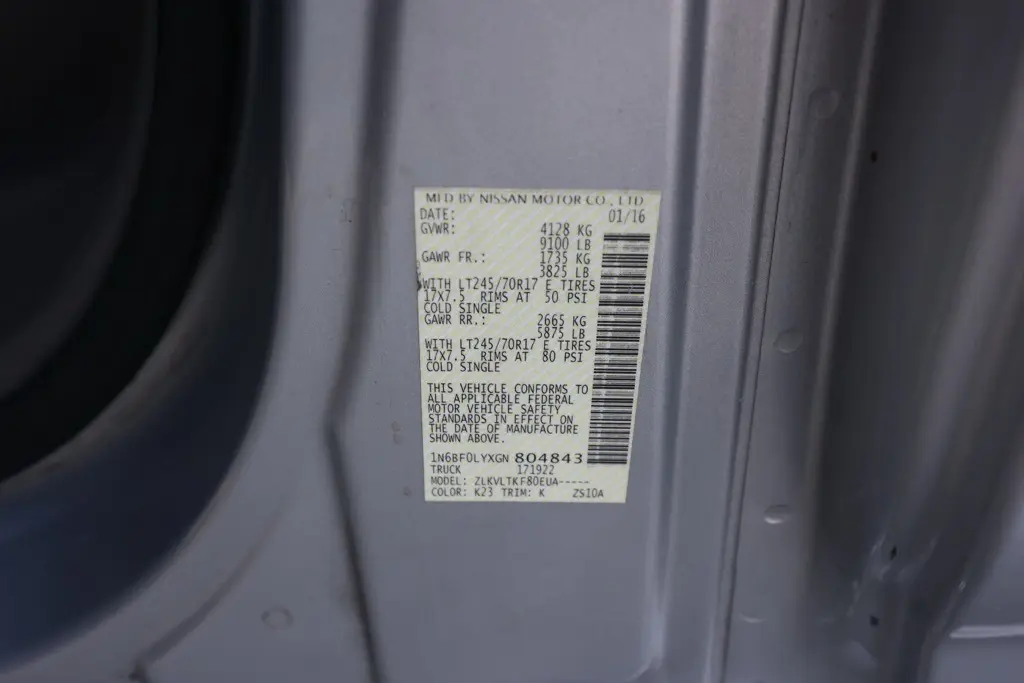 MFD BY NISSAN MOTOR CO., LTD.
DATE: 01/16
GVWR: 4128 KG
9100 LB
GAWR FR.: 1735 KG
3825 LB
WITH LT245/70R17 E TIRES
17X7.5 RIMS AT 50 PSI
COLD SINGLE
GAWR RR.: 2665 KG
5875 LB
WITH LT245/70R17 E TIRES
17X7.5 RIMS AT 80 PSI
COLD SINGLE
THIS VEHICLE CONFORMS TO
ALL APPLICABLE FEDERAL
MOTOR VEHICLE SAFETY
STANDARDS IN EFFECT ON
THE DATE OF MANUFACTURE
SHOWN ABOVE.
1N6BF0LYXGN 804843
TRUCK 171922
MODEL: ZLKVLTKF80EUA-----
COLOR: K23 TRIM: K ZS10A